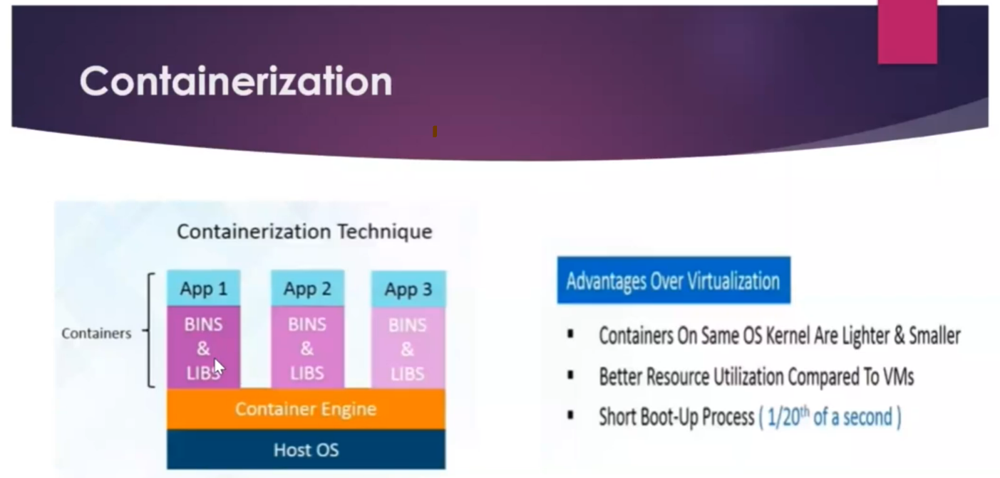 Containerization
Containerization Technique
App 1
App 2
App 3
Containers
BINS
&
LIBS
BINS
&
LIBS
BINS
&
LIBS
Container Engine
Host OS
Advantages Over Virtualization
Containers On Same OS Kernel Are Lighter & Smaller
Better Resource Utilization Compared To VMs
Short Boot-Up Process ( 1/20th of a second )